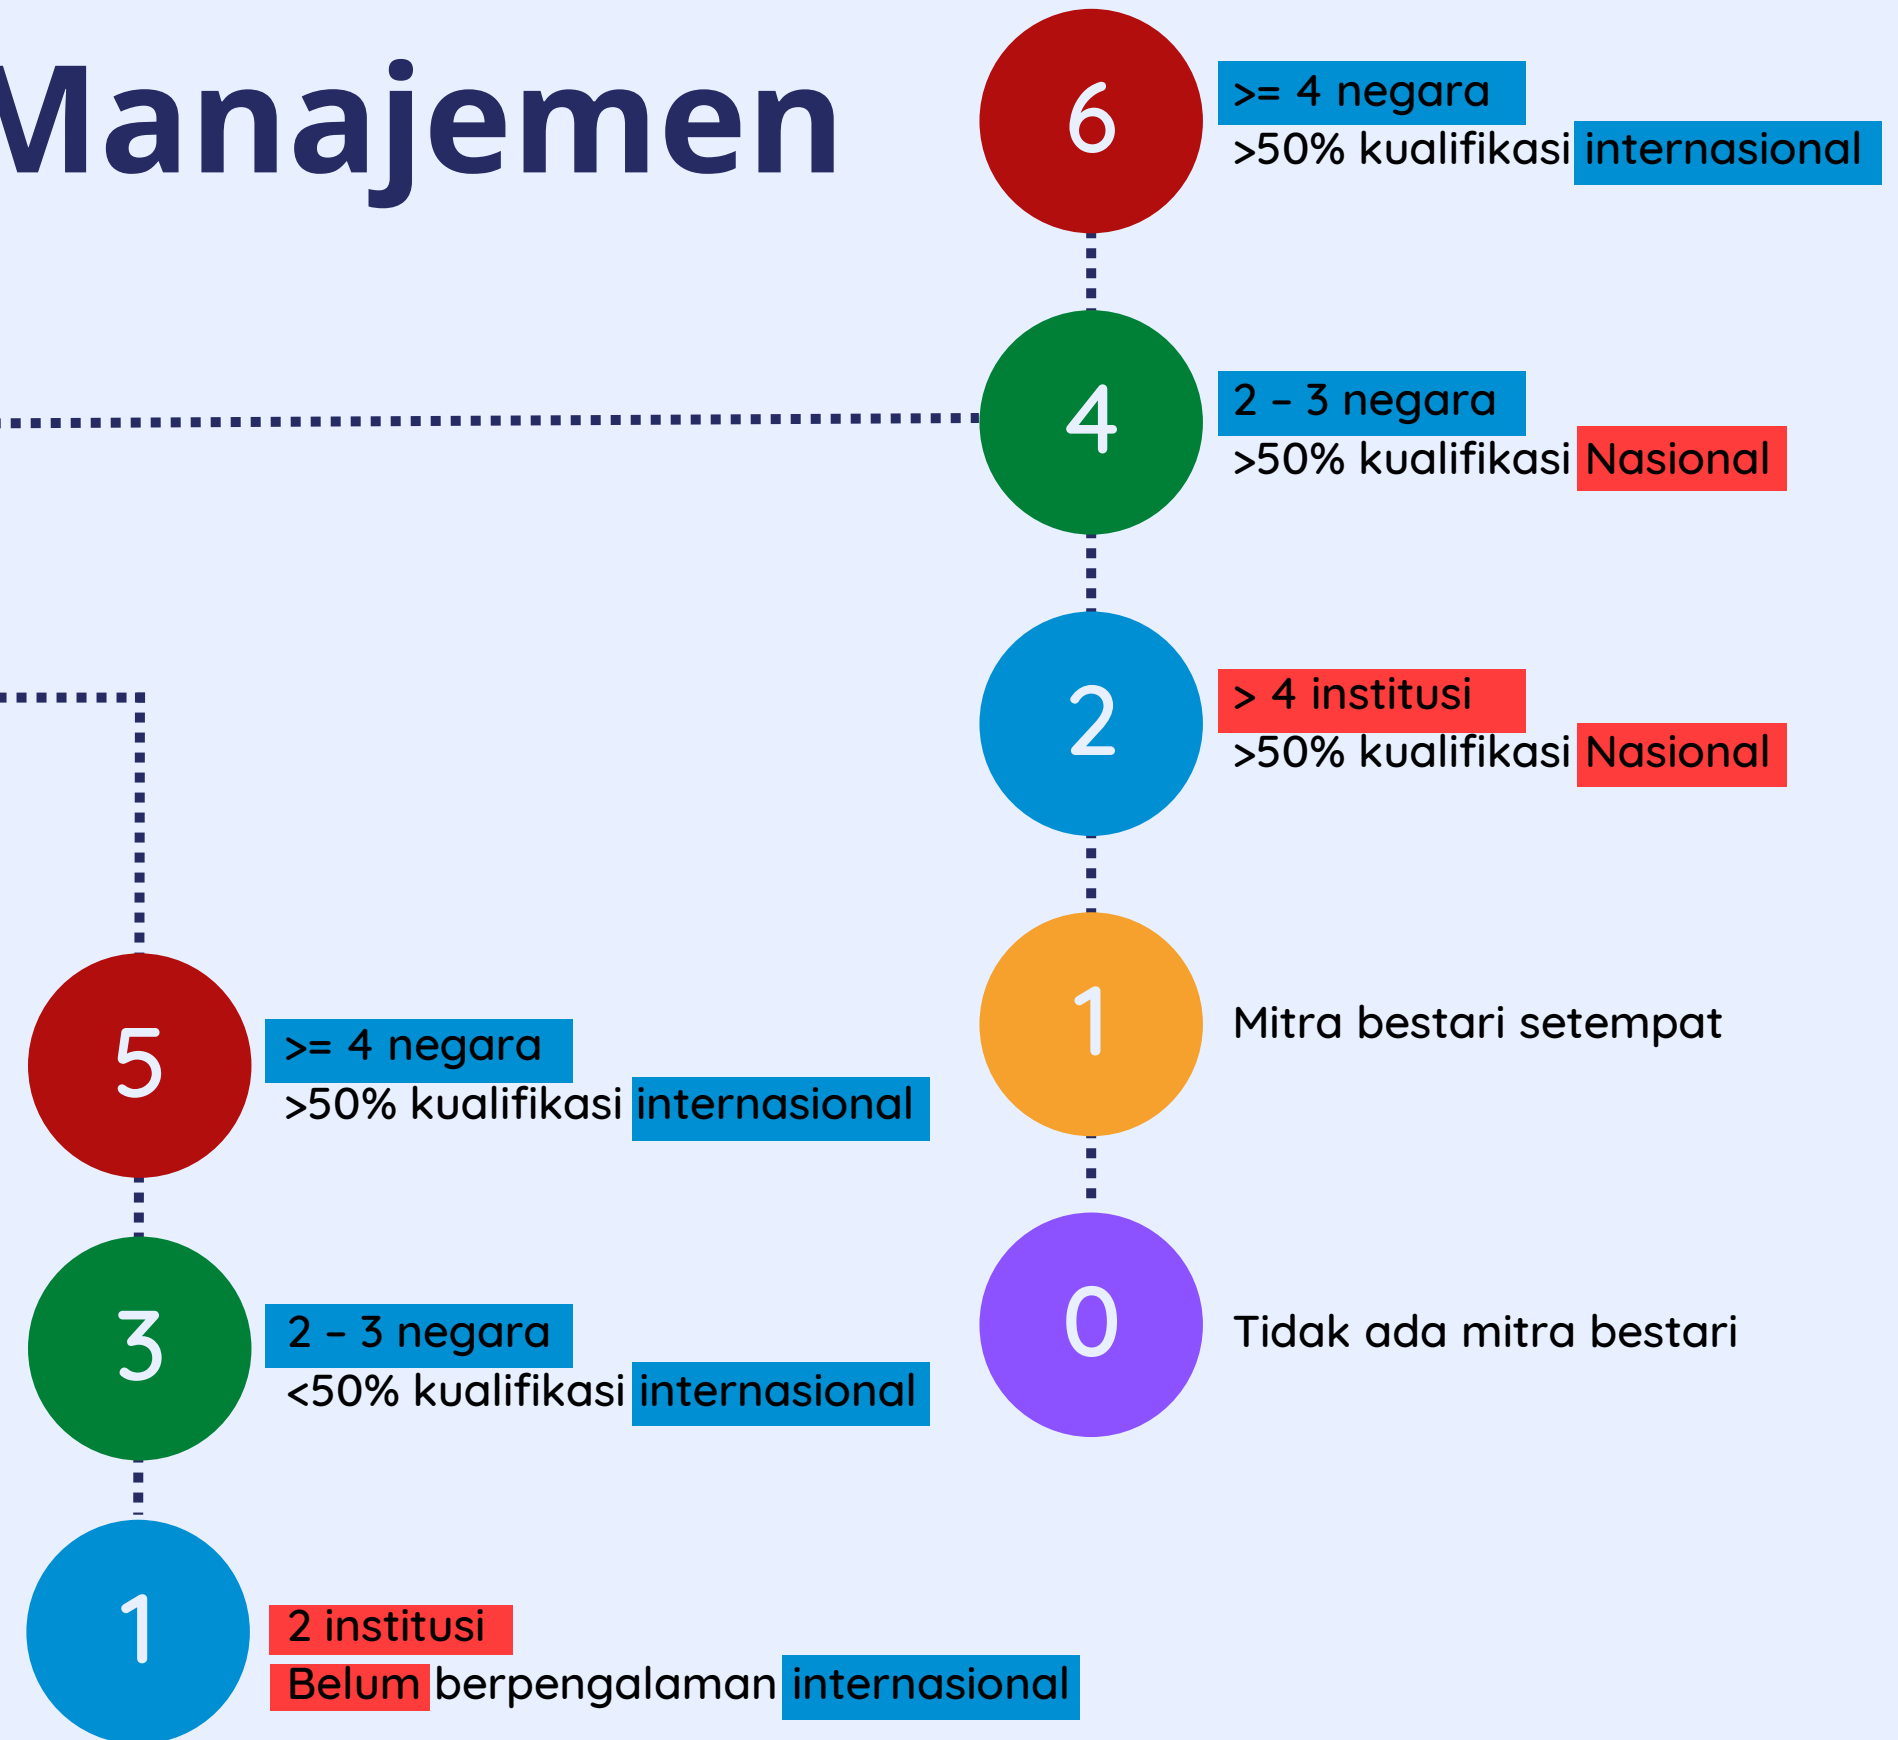 Manajemen
6
>= 4 negara
>50% kualifikasi internasional
4
2 – 3 negara
>50% kualifikasi Nasional
2
> 4 institusi
>50% kualifikasi Nasional
1
Mitra bestari setempat
0
Tidak ada mitra bestari
5
>= 4 negara
>50% kualifikasi internasional
3
2 – 3 negara
<50% kualifikasi internasional
1
2 institusi
Belum berpengalaman internasional